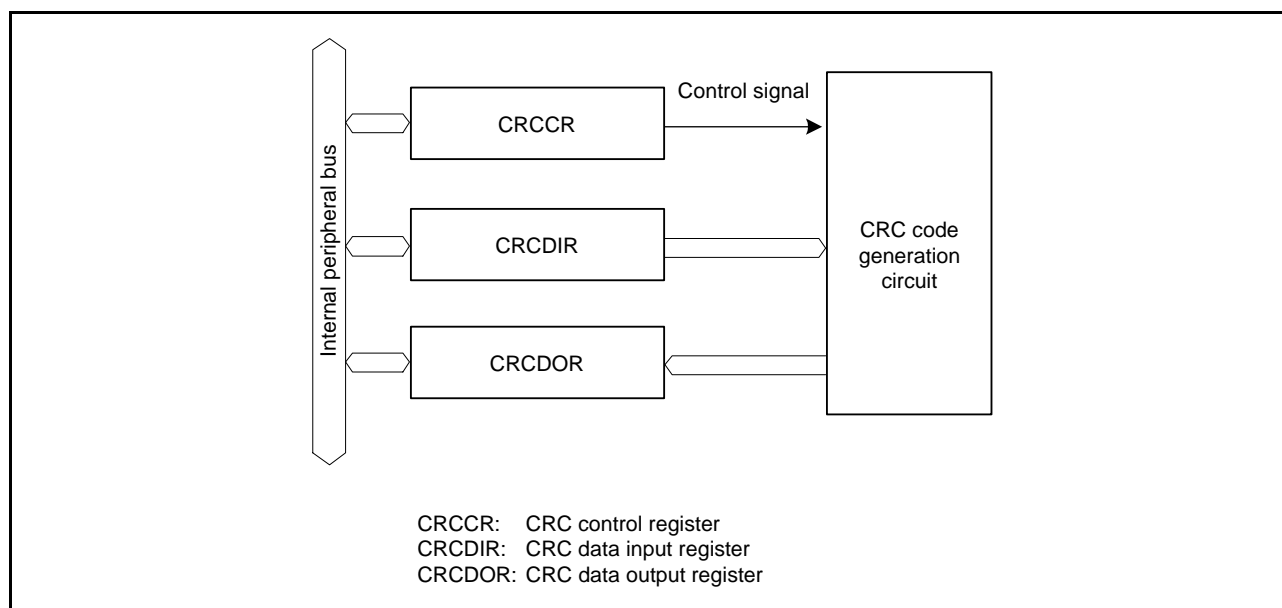 Internal peripheral bus
CRCCR
Control signal
CRCDIR
CRCDOR
CRC code
generation
circuit
CRCCR: CRC control register
CRCDIR: CRC data input register
CRCDOR: CRC data output register